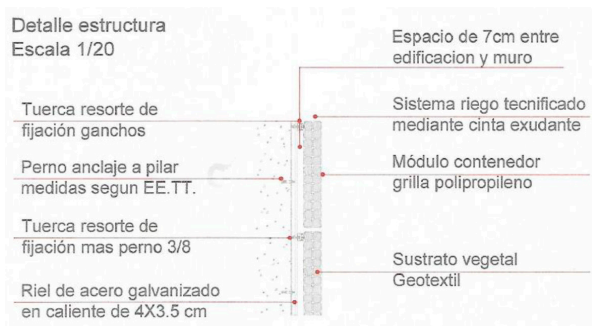 Detalle estructura
Escala 1/20
Espacio de 7cm entre
edificacion y muro
Tuerca resorte de
fijación ganchos
Sistema riego tecnificado
mediante cinta exudante
Perno anclaje a pilar
medidas segun EE.TT.
Módulo contenedor
grilla polipropileno
Tuerca resorte de
fijación mas perno 3/8
Sustrato vegetal
Geotextil
Riel de acero galvanizado
en caliente de 4X3.5 cm